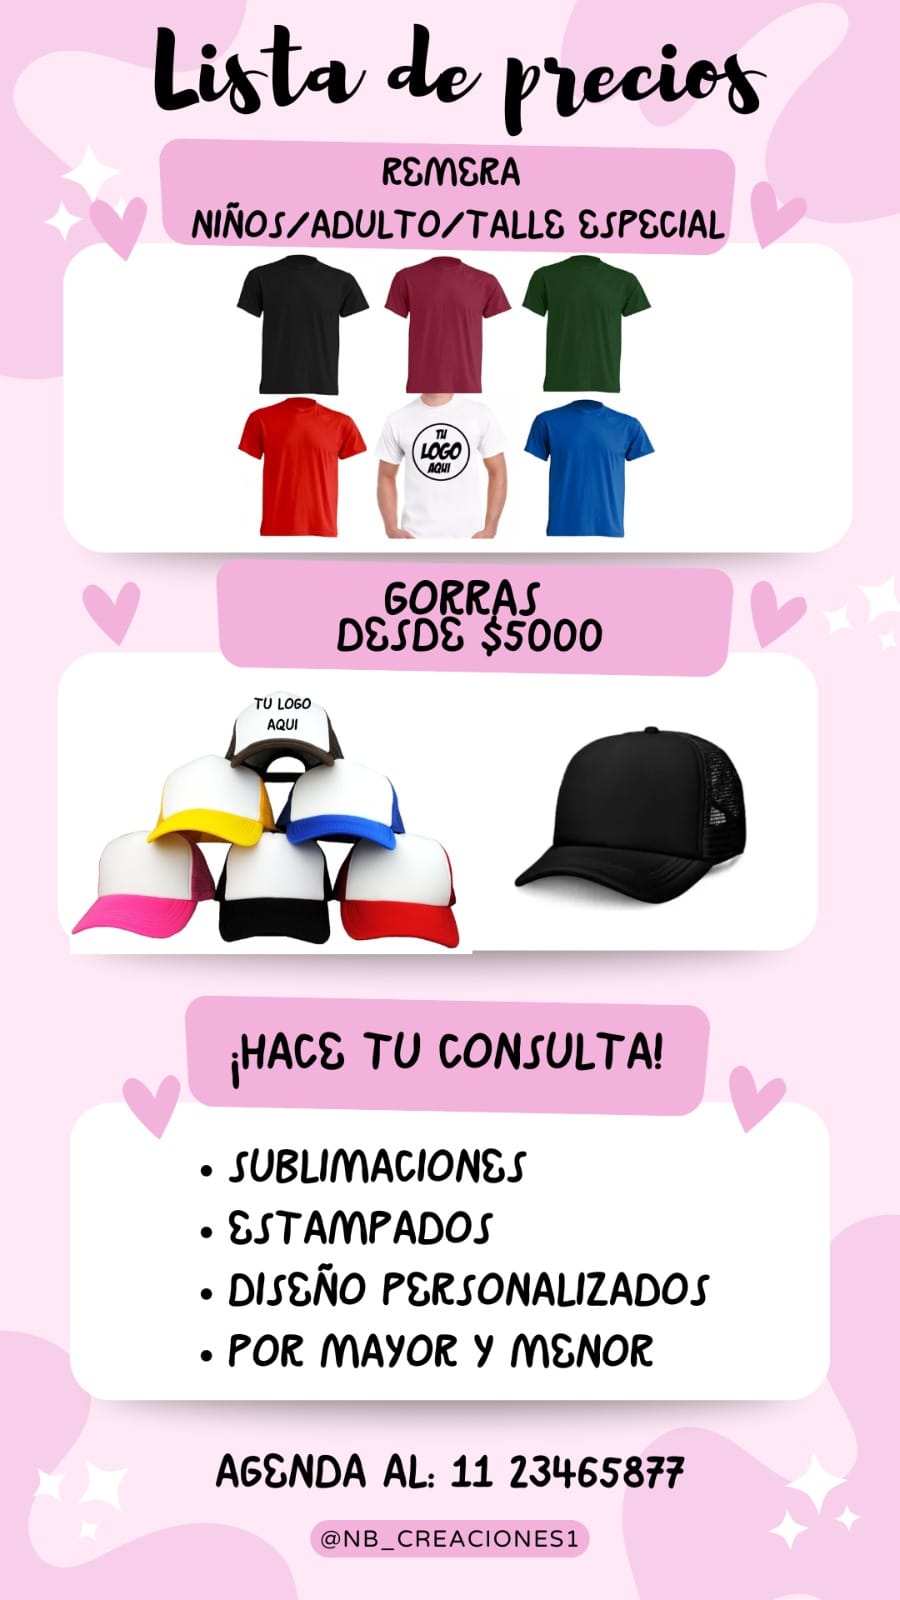 Lista de precios
REMERA
NIÑOS/ADULTO/TALLE ESPECIAL
TU
LOGO
AQUI
GORRAS
DESDE $5000
TU LOGO
AQUI
¡HACE TU CONSULTA!
• SUBLIMACIONES
• ESTAMPADOS
• DISEÑO PERSONALIZADOS
• POR MAYOR Y MENOR
AGENDA AL: 11 23465877
@NB_CREACIONES1